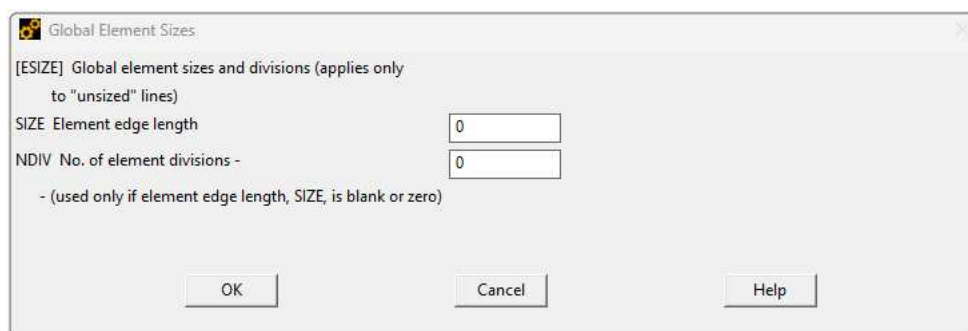 Global Element Sizes
[ESIZE] Global element sizes and divisions (applies only
to "unsized" lines)
SIZE Element edge length 0
NDIV No. of element divisions - 0
- (used only if element edge length, SIZE, is blank or zero)
OK Cancel Help